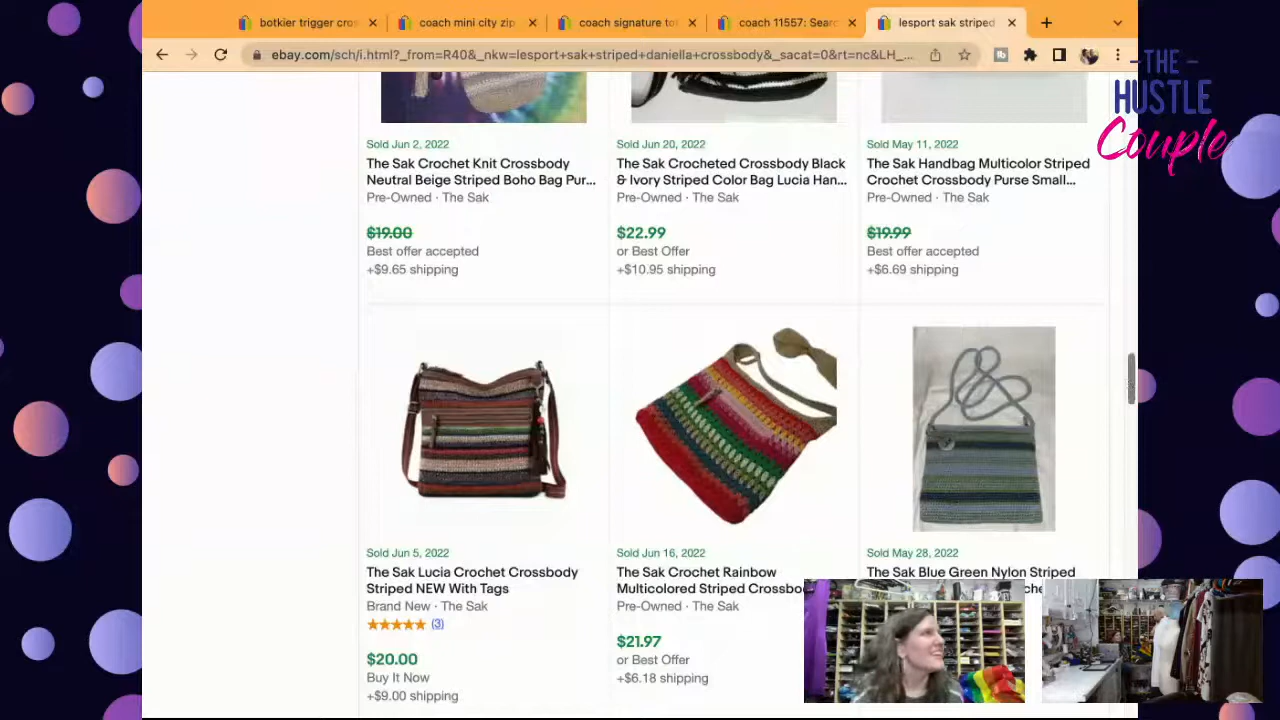 botkier trigger cros
coach mini city zip
coach signature to
coach 11557: Sear
lesport sak striped
ebay.com/sch/i.html?_from=R40&_nkw=lesport+sak+striped+daniella+crossbody&_sacat=0&rt=nc&LH_...
-THE-
HUSTLE
Couple
Sold Jun 2, 2022
The Sak Crochet Knit Crossbody
Neutral Beige Striped Boho Bag Pur...
Pre-Owned · The Sak
$19.00
Best offer accepted
+$9.65 shipping
Sold Jun 20, 2022
The Sak Crocheted Crossbody Black
& Ivory Striped Color Bag Lucia Han...
Pre-Owned · The Sak
$22.99
or Best Offer
+$10.95 shipping
Sold May 11, 2022
The Sak Handbag Multicolor Striped
Crochet Crossbody Purse Small...
Pre-Owned · The Sak
$19.99
Best offer accepted
+$6.69 shipping
Sold Jun 5, 2022
The Sak Lucia Crochet Crossbody
Striped NEW With Tags
Brand New · The Sak
(3)
$20.00
Buy It Now
+$9.00 shipping
Sold Jun 16, 2022
The Sak Crochet Rainbow
Multicolored Striped Crossbo
Pre-Owned · The Sak
$21.97
or Best Offer
+$6.18 shipping
Sold May 28, 2022
The Sak Blue Green Nylon Striped